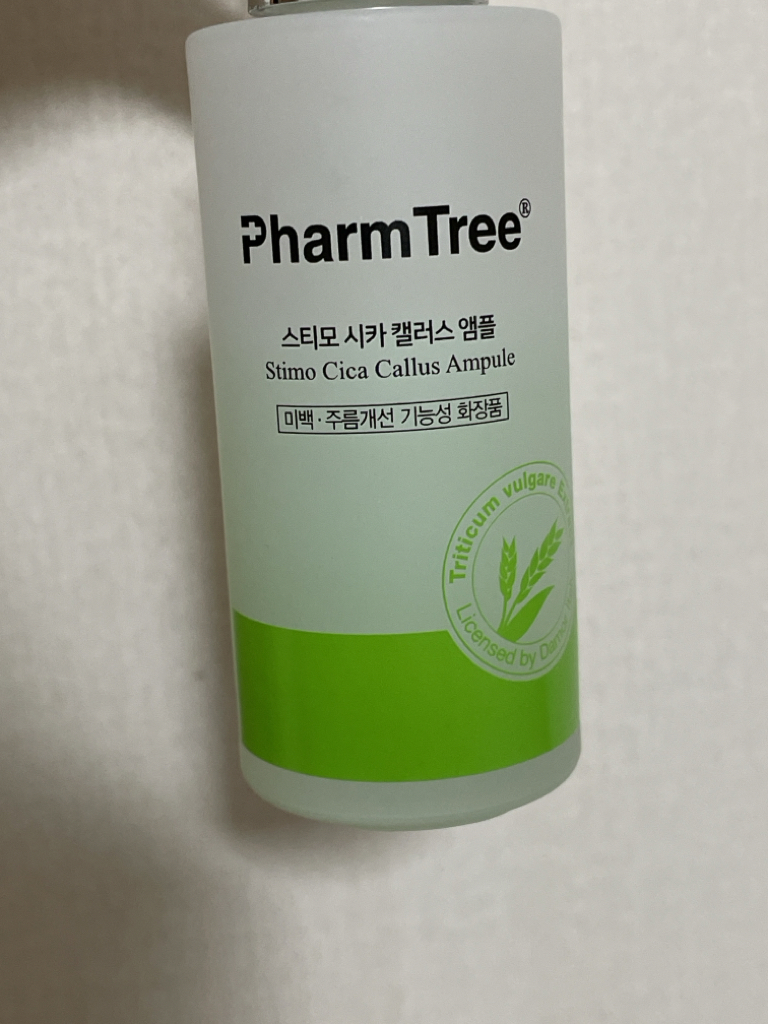 PharmTree®
스티모 시카 캘러스 앰플
Stimo Cica Callus Ampule
미백·주름개선 기능성 화장품
Triticum vulgare
Licensed by